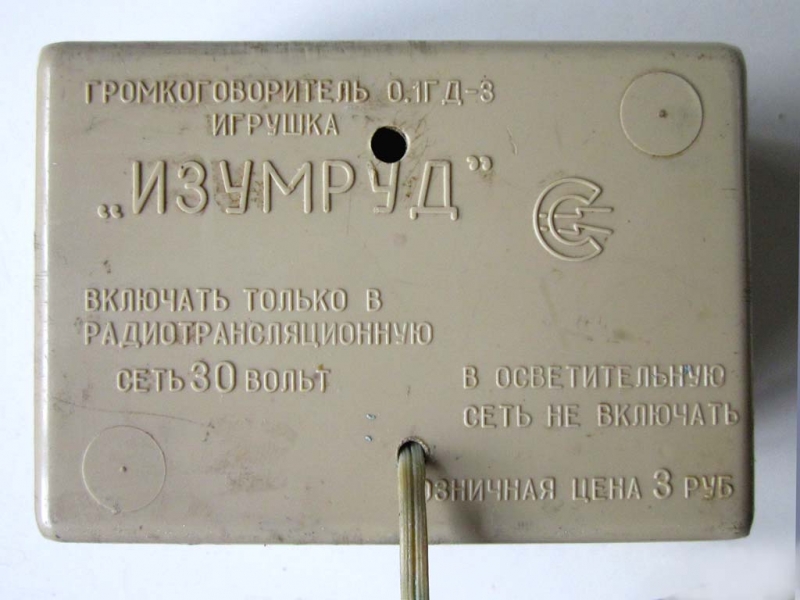 ГРОМКОГОВОРИТЕЛЬ 0,1ГД-3
ИГРУШКА
„ИЗУМРУД”
ВКЛЮЧАТЬ ТОЛЬКО В
РАДИОТРАНСЛЯЦИОННУЮ
СЕТЬ 30 ВОЛЬТ
В ОСВЕТИТЕЛЬНУЮ
СЕТЬ НЕ ВКЛЮЧАТЬ
ОЗНИЧНАЯ ЦЕНА 3 РУБ